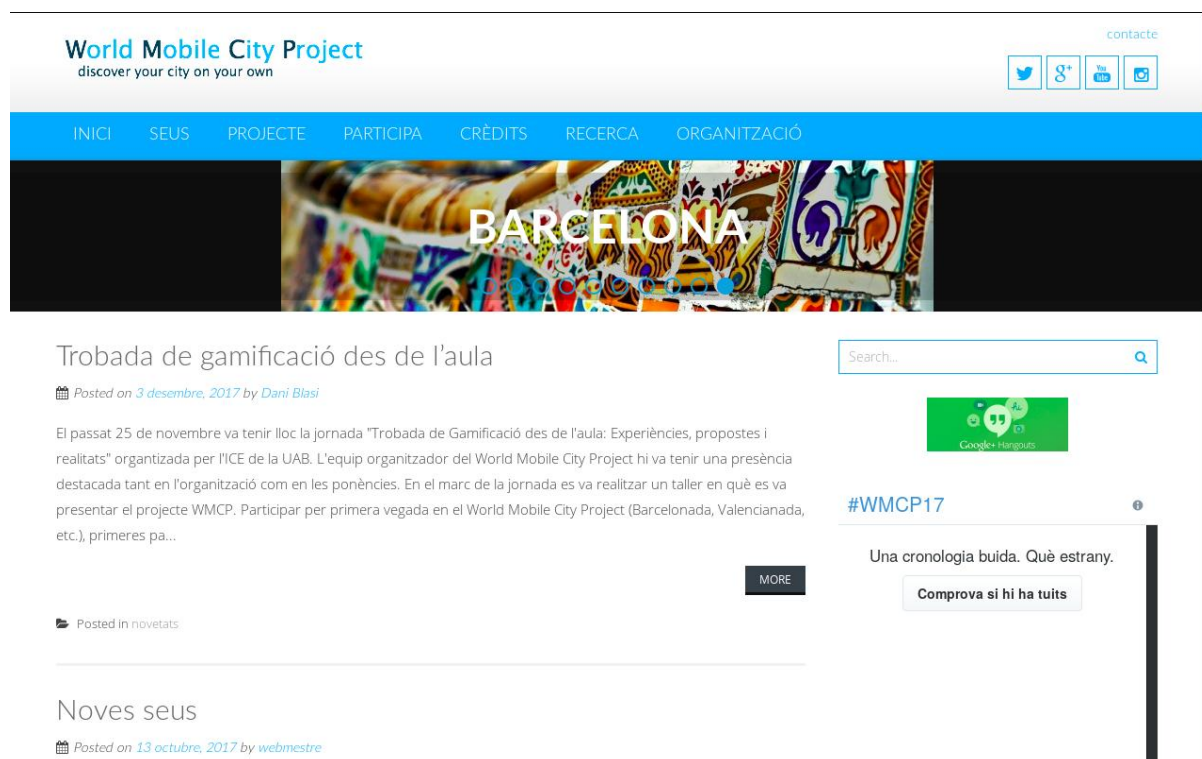 World Mobile City Project
discover your city on your own
contacte
INICI SEUS PROJECTE PARTICIPA CRÈDITS RECERCA ORGANITZACIÓ
BARCELONA
Trobada de gamificació des de l'aula
Posted on 3 desembre, 2017 by Dani Blasi
El passat 25 de novembre va tenir lloc la jornada "Trobada de Gamificació des de l'aula: Experiències, propostes i
realitats" organtizada per l'ICE de la UAB. L'equip organitzador del World Mobile City Project hi va tenir una presència
destacada tant en l'organització com en les ponències. En el marc de la jornada es va realitzar un taller en què es va
presentar el projecte WMCP. Participar per primera vegada en el World Mobile City Project (Barcelonada, Valencianada,
etc.), primeres pa...
MORE
Posted in novetats
Noves seus
Posted on 13 octubre, 2017 by webmestre
Search...
Google+ Hangouts
#WMCP17
Una cronologia buida. Què estrany.
Comprova si hi ha tuits